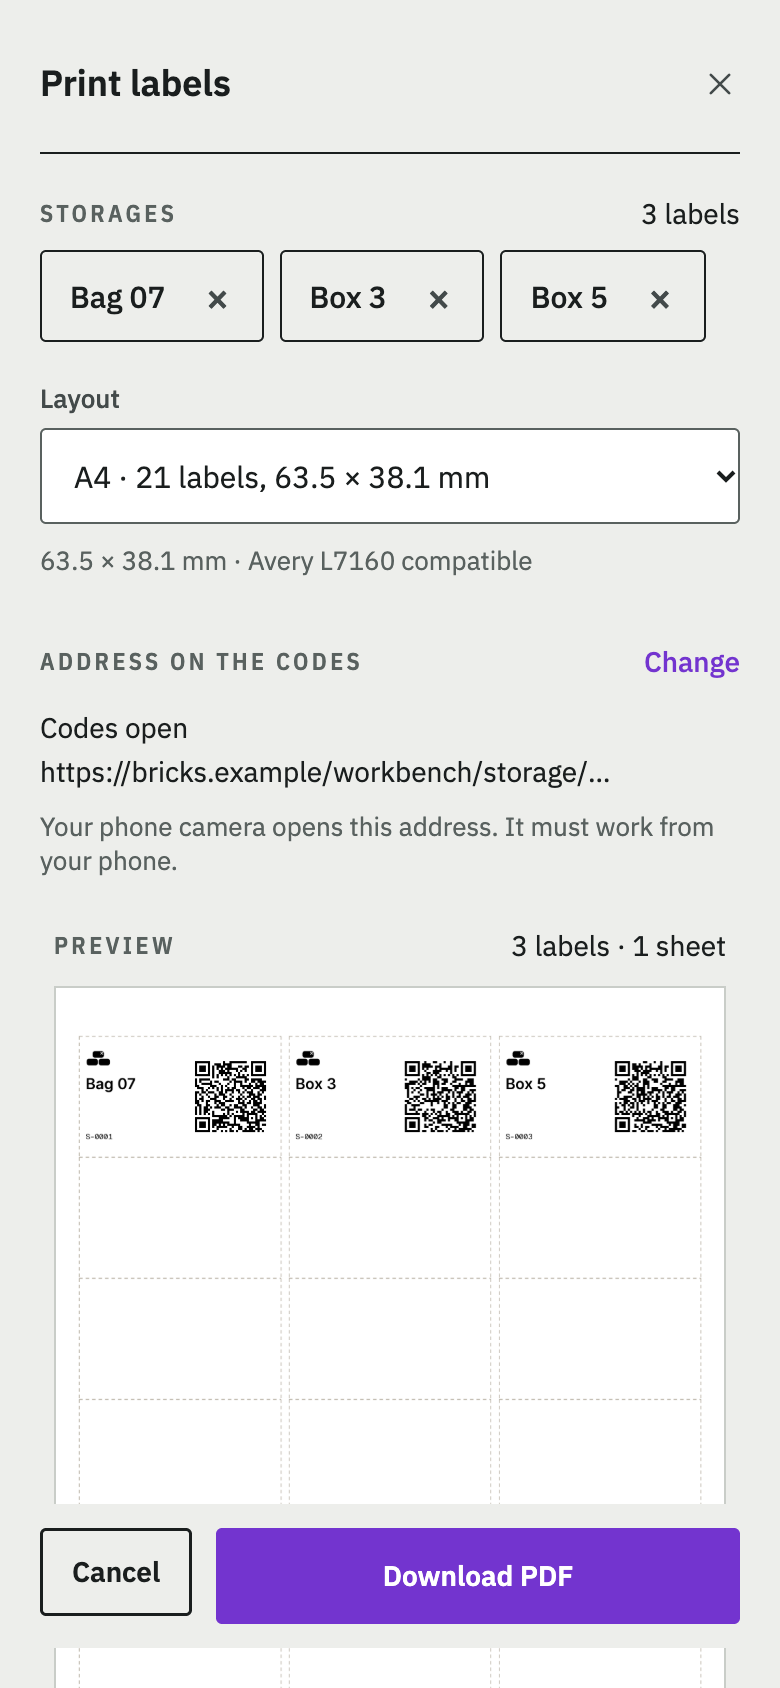 Print labels
STORAGES
3 labels
Bag 07 ×
Box 3 ×
Box 5 ×
Layout
A4 · 21 labels, 63.5 × 38.1 mm
63.5 × 38.1 mm · Avery L7160 compatible
ADDRESS ON THE CODES
Change
Codes open
https://bricks.example/workbench/storage/...
Your phone camera opens this address. It must work from
your phone.
PREVIEW
3 labels · 1 sheet
Bag 07
S-0001
Box 3
S-0002
Box 5
S-0003
Cancel
Download PDF